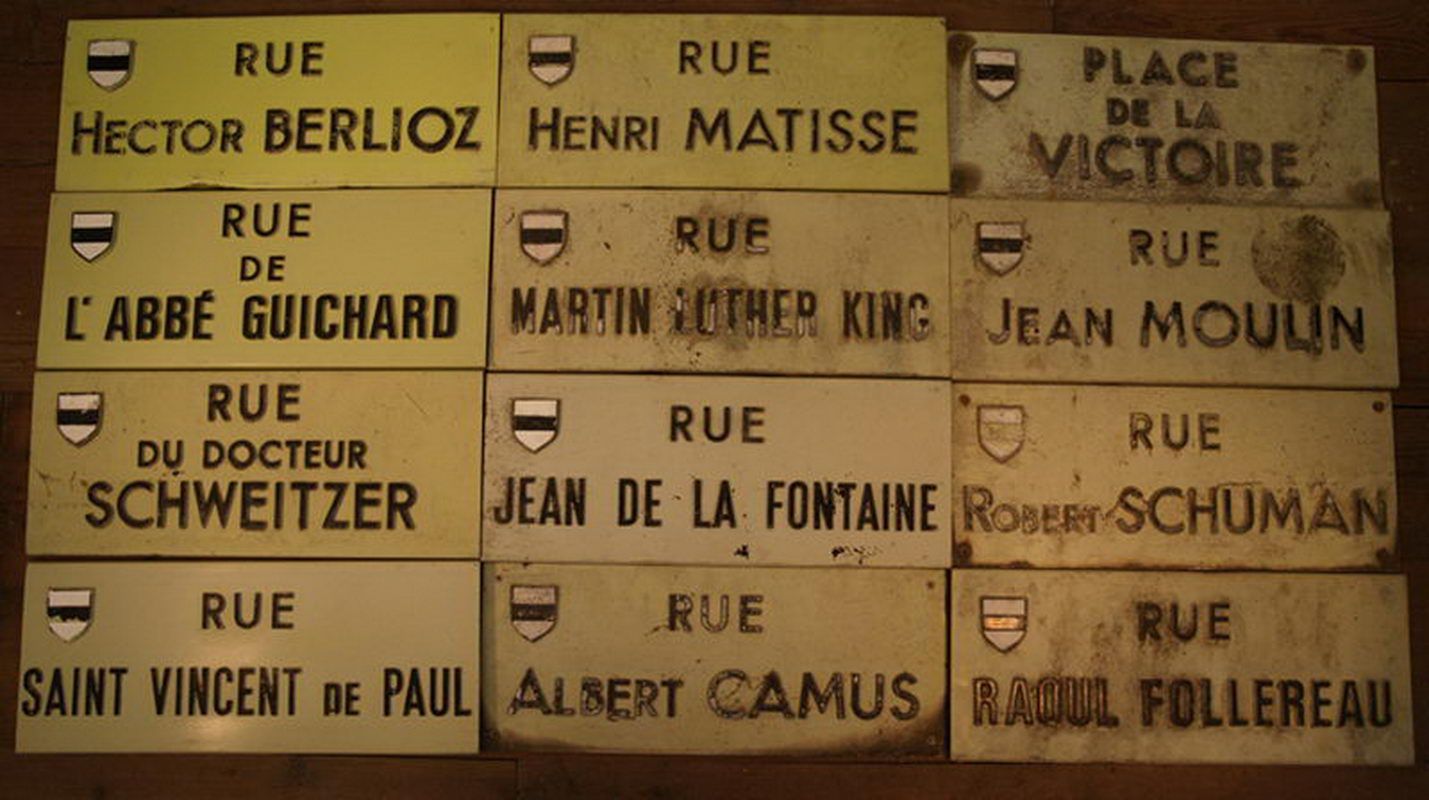 RUE
HECTOR BERLIOZ
RUE
HENRI MATISSE
PLACE
DE LA
VICTOIRE
RUE
DE
L'ABBÉ GUICHARD
RUE
MARTIN LUTHER KING
RUE
JEAN MOULIN
RUE
DU DOCTEUR
SCHWEITZER
RUE
JEAN DE LA FONTAINE
RUE
ROBERT SCHUMAN
RUE
SAINT VINCENT DE PAUL
RUE
ALBERT CAMUS
RUE
RAOUL FOLLEREAU